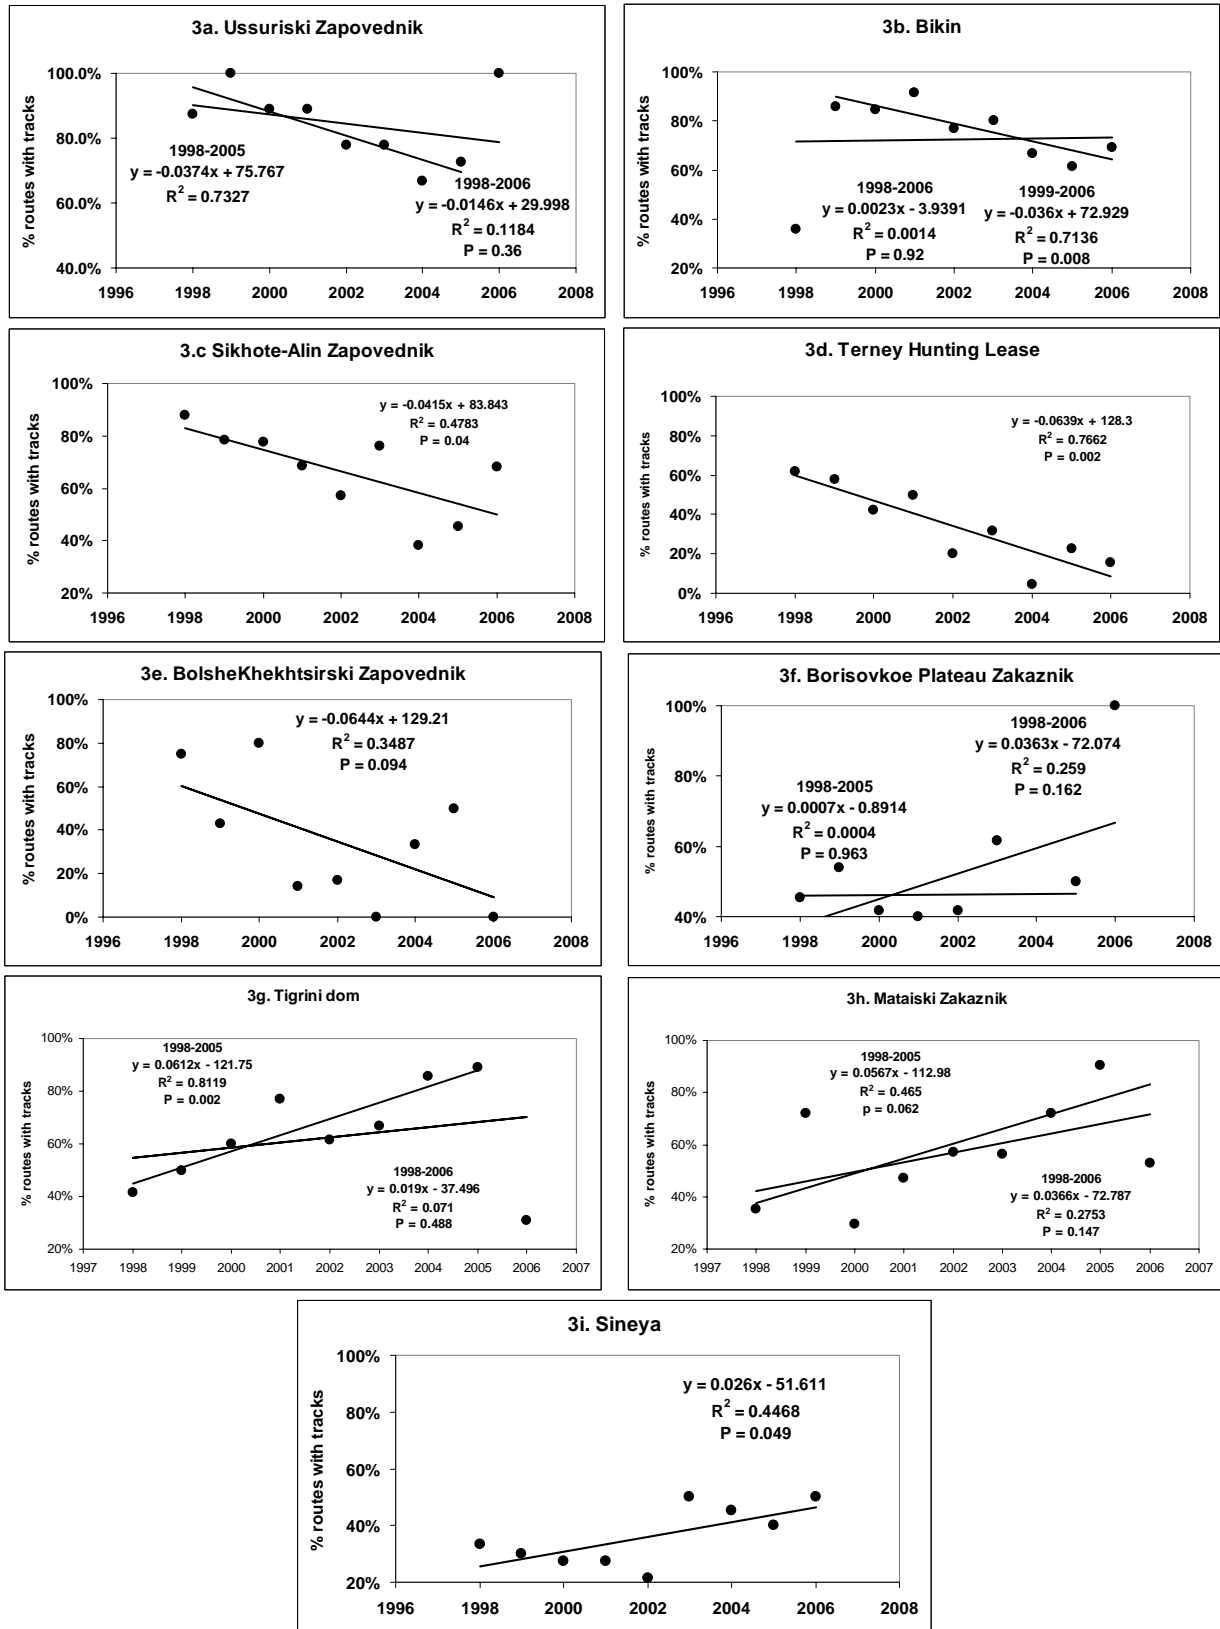 3a. Ussuriski Zapovednik
% routes with tracks
100.0%
80.0%
60.0%
40.0%
1998-2005
y = -0.0374x + 75.767
R² = 0.7327
1998-2006
y = -0.0146x + 29.998
R² = 0.1184
P = 0.36
1996 1998 2000 2002 2004 2006 2008
3b. Bikin
% routes with tracks
100%
80%
60%
40%
20%
1998-2006
y = 0.0023x - 3.9391
R² = 0.0014
P = 0.92
1999-2006
y = -0.036x + 72.929
R² = 0.7136
P = 0.008
1996 1998 2000 2002 2004 2006 2008
3.c Sikhote-Alin Zapovednik
% routes with tracks
100%
80%
60%
40%
20%
y = -0.0415x + 83.843
R² = 0.4783
P = 0.04
1996 1998 2000 2002 2004 2006 2008
3d. Terney Hunting Lease
% routes with tracks
100%
80%
60%
40%
20%
0%
y = -0.0639x + 128.3
R² = 0.7662
P = 0.002
1996 1998 2000 2002 2004 2006 2008
3e. BolsheKhekhtsirski Zapovednik
% routes with tracks
100%
80%
60%
40%
20%
0%
y = -0.0644x + 129.21
R² = 0.3487
P = 0.094
1996 1998 2000 2002 2004 2006 2008
3f. Borisovkoe Plateau Zakaznik
% routes with tracks
100%
80%
60%
40%
1998-2006
y = 0.0363x - 72.074
R² = 0.259
P = 0.162
1998-2005
y = 0.0007x - 0.8914
R² = 0.0004
P = 0.963
1996 1998 2000 2002 2004 2006 2008
3g. Tigrini dom
% routes with tracks
100%
80%
60%
40%
20%
1998-2005
y = 0.0612x - 121.75
R² = 0.8119
P = 0.002
1998-2006
y = 0.019x - 37.496
R² = 0.071
P = 0.488
1997 1998 1999 2000 2001 2002 2003 2004 2005 2006 2007
3h. Mataiski Zakaznik
% routes with tracks
100%
80%
60%
40%
20%
1998-2005
y = 0.0567x - 112.98
R² = 0.465
p = 0.062
1998-2006
y = 0.0366x - 72.787
R² = 0.2753
P = 0.147
1997 1998 1999 2000 2001 2002 2003 2004 2005 2006 2007
3i. Sineya
% routes with tracks
100%
80%
60%
40%
20%
y = 0.026x - 51.611
R² = 0.4468
P = 0.049
1996 1998 2000 2002 2004 2006 2008